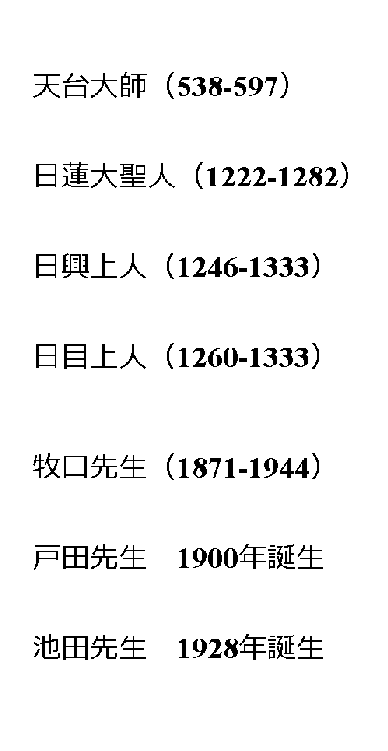 天台大師（538-597）
日蓮大聖人（1222-1282）
日興上人（1246-1333）
日目上人（1260-1333）
牧口先生（1871-1944）
戸田先生　1900年誕生
池田先生　1928年誕生